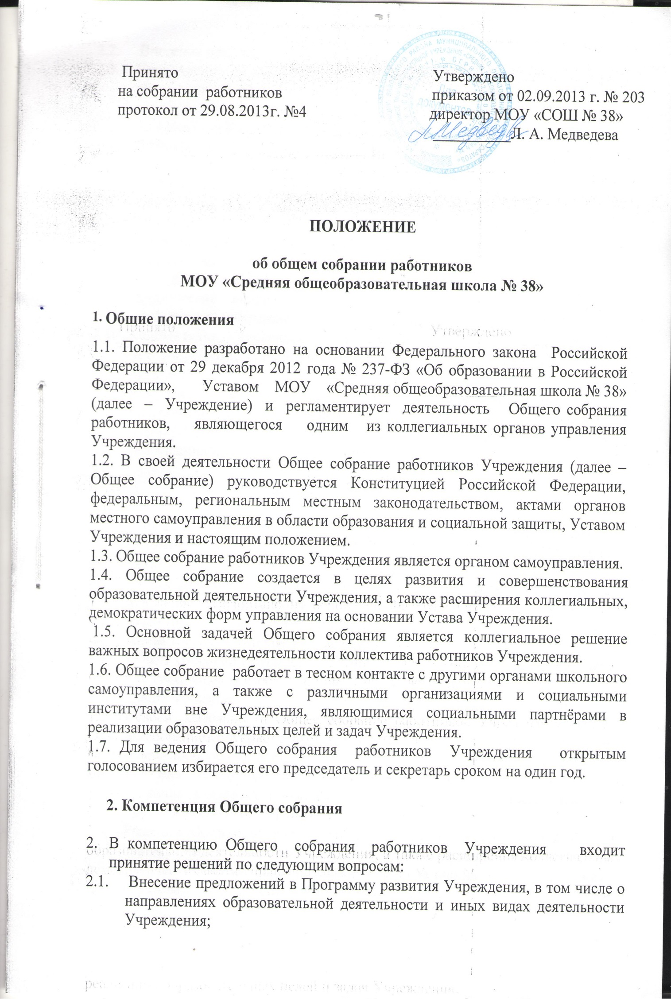 Принято
на собрании работников
протокол от 29.08.2013г. №4
Утверждено
приказом от 02.09.2013 г. № 203
директор МОУ «СОШ № 38»
Л. А. Медведева
Для
документов
ПОЛОЖЕНИЕ
об общем собрании работников
МОУ «Средняя общеобразовательная школа № 38»
1. Общие положения
1.1. Положение разработано на основании Федерального закона Российской
Федерации от 29 декабря 2012 года № 237-ФЗ «Об образовании в Российской
Федерации», Уставом МОУ «Средняя общеобразовательная школа № 38»
(далее – Учреждение) и регламентирует деятельность Общего собрания
работников, являющегося одним из коллегиальных органов управления
Учреждения.
1.2. В своей деятельности Общее собрание работников Учреждения (далее –
Общее собрание) руководствуется Конституцией Российской Федерации,
федеральным, региональным местным законодательством, актами органов
местного самоуправления в области образования и социальной защиты, Уставом
Учреждения и настоящим положением.
1.3. Общее собрание работников Учреждения является органом самоуправления.
1.4. Общее собрание создается в целях развития и совершенствования
образовательной деятельности Учреждения, а также расширения коллегиальных,
демократических форм управления на основании Устава Учреждения.
1.5. Основной задачей Общего собрания является коллегиальное решение
важных вопросов жизнедеятельности коллектива работников Учреждения.
1.6. Общее собрание работает в тесном контакте с другими органами школьного
самоуправления, а также с различными организациями и социальными
институтами вне Учреждения, являющимися социальными партнёрами в
реализации образовательных целей и задач Учреждения.
1.7. Для ведения Общего собрания работников Учреждения открытым
голосованием избирается его председатель и секретарь сроком на один год.
2. Компетенция Общего собрания
2. В компетенцию Общего собрания работников Учреждения входит
принятие решений по следующим вопросам:
2.1. Внесение предложений в Программу развития Учреждения, в том числе о
направлениях образовательной деятельности и иных видах деятельности
Учреждения;